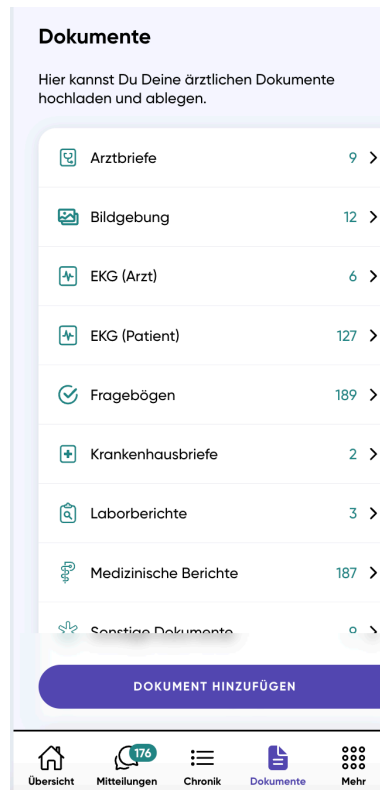 Dokumente
Hier kannst Du Deine ärztlichen Dokumente
hochladen und ablegen.
Arztbriefe 9
Bildgebung 12
EKG (Arzt) 6
EKG (Patient) 127
Fragebögen 189
Krankenhausbriefe 2
Laborberichte 3
Medizinische Berichte 187
Sonstige Dokumente
DOKUMENT HINZUFÜGEN
176
Übersicht Mitteilungen Chronik Dokumente Mehr